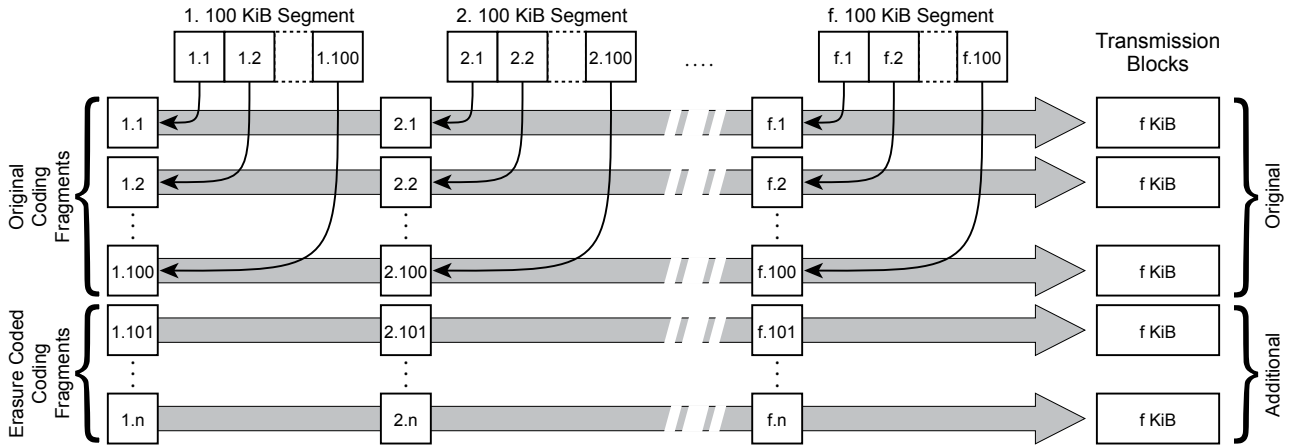 1. 100 KiB Segment
2. 100 KiB Segment
f. 100 KiB Segment
1.1 1.2 1.100
2.1 2.2 2.100
....
f.1 f.2 f.100
Transmission
Blocks
Original
Coding
Fragments
1.1 2.1 f.1 f KiB
1.2 2.2 f.2 f KiB
1.100 2.100 f.100 f KiB
Original
Erasure Coded
Coding
Fragments
1.101 2.101 f.101 f KiB
1.n 2.n f.n f KiB
Additional